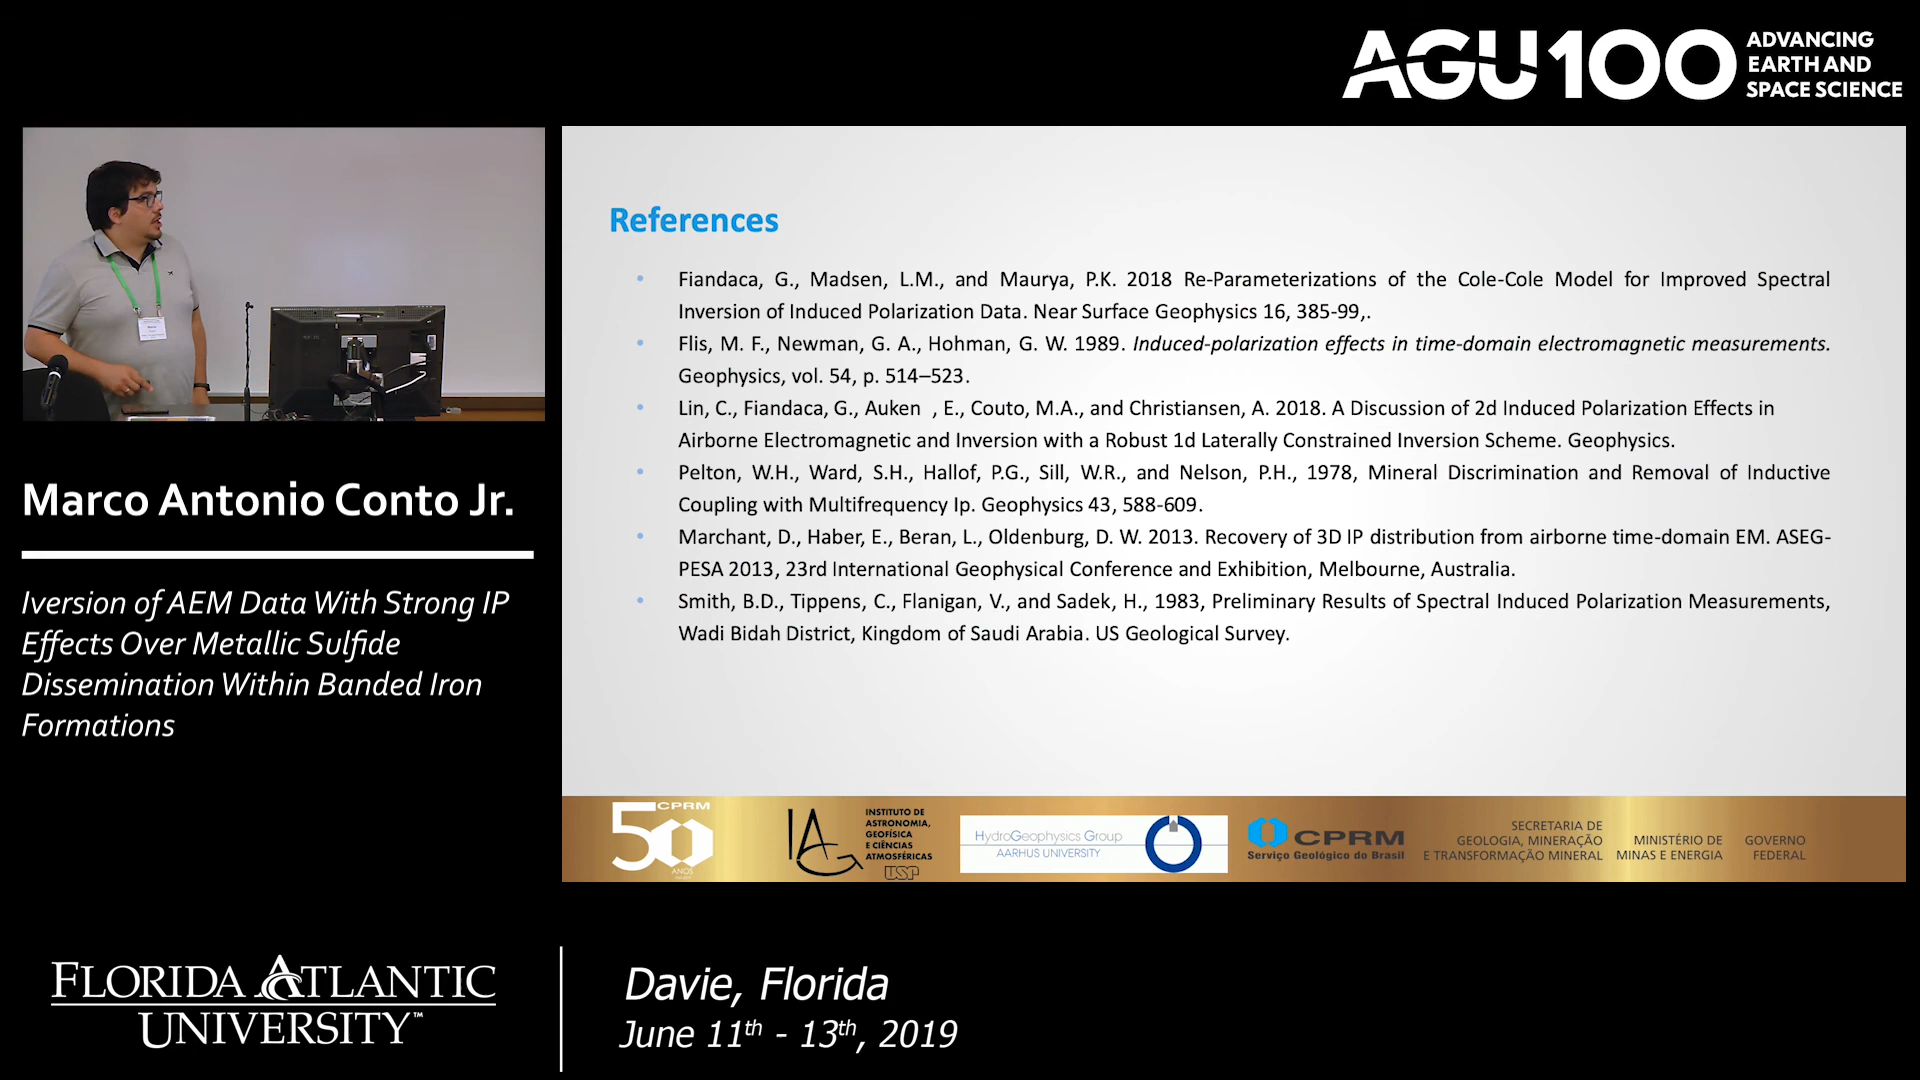 AGU100 ADVANCING
EARTH AND
SPACE SCIENCE
References
• Fiandaca, G., Madsen, L.M., and Maurya, P.K. 2018 Re-Parameterizations of the Cole-Cole Model for Improved Spectral
Inversion of Induced Polarization Data. Near Surface Geophysics 16, 385-99,.
• Flis, M. F., Newman, G. A., Hohman, G. W. 1989. Induced-polarization effects in time-domain electromagnetic measurements.
Geophysics, vol. 54, p. 514–523.
• Lin, C., Fiandaca, G., Auken , E., Couto, M.A., and Christiansen, A. 2018. A Discussion of 2d Induced Polarization Effects in
Airborne Electromagnetic and Inversion with a Robust 1d Laterally Constrained Inversion Scheme. Geophysics.
• Pelton, W.H., Ward, S.H., Hallof, P.G., Sill, W.R., and Nelson, P.H., 1978, Mineral Discrimination and Removal of Inductive
Coupling with Multifrequency Ip. Geophysics 43, 588-609.
• Marchant, D., Haber, E., Beran, L., Oldenburg, D. W. 2013. Recovery of 3D IP distribution from airborne time-domain EM. ASEG-
PESA 2013, 23rd International Geophysical Conference and Exhibition, Melbourne, Australia.
• Smith, B.D., Tippens, C., Flanigan, V., and Sadek, H., 1983, Preliminary Results of Spectral Induced Polarization Measurements,
Wadi Bidah District, Kingdom of Saudi Arabia. US Geological Survey.
50 CPRM
ANOS
IAG
INSTITUTO DE
ASTRONOMIA,
GEOFÍSICA
E CIÊNCIAS
ATMOSFÉRICAS
USP
HydroGeophysics Group
AARHUS UNIVERSITY
CPRM
Serviço Geológico do Brasil
SECRETARIA DE
GEOLOGIA, MINERAÇÃO
E TRANSFORMAÇÃO MINERAL
MINISTÉRIO DE
MINAS E ENERGIA
GOVERNO
FEDERAL
Marco Antonio Conto Jr.
Iversion of AEM Data With Strong IP
Effects Over Metallic Sulfide
Dissemination Within Banded Iron
Formations
FLORIDA ATLANTIC
UNIVERSITY™
Davie, Florida
June 11th - 13th, 2019